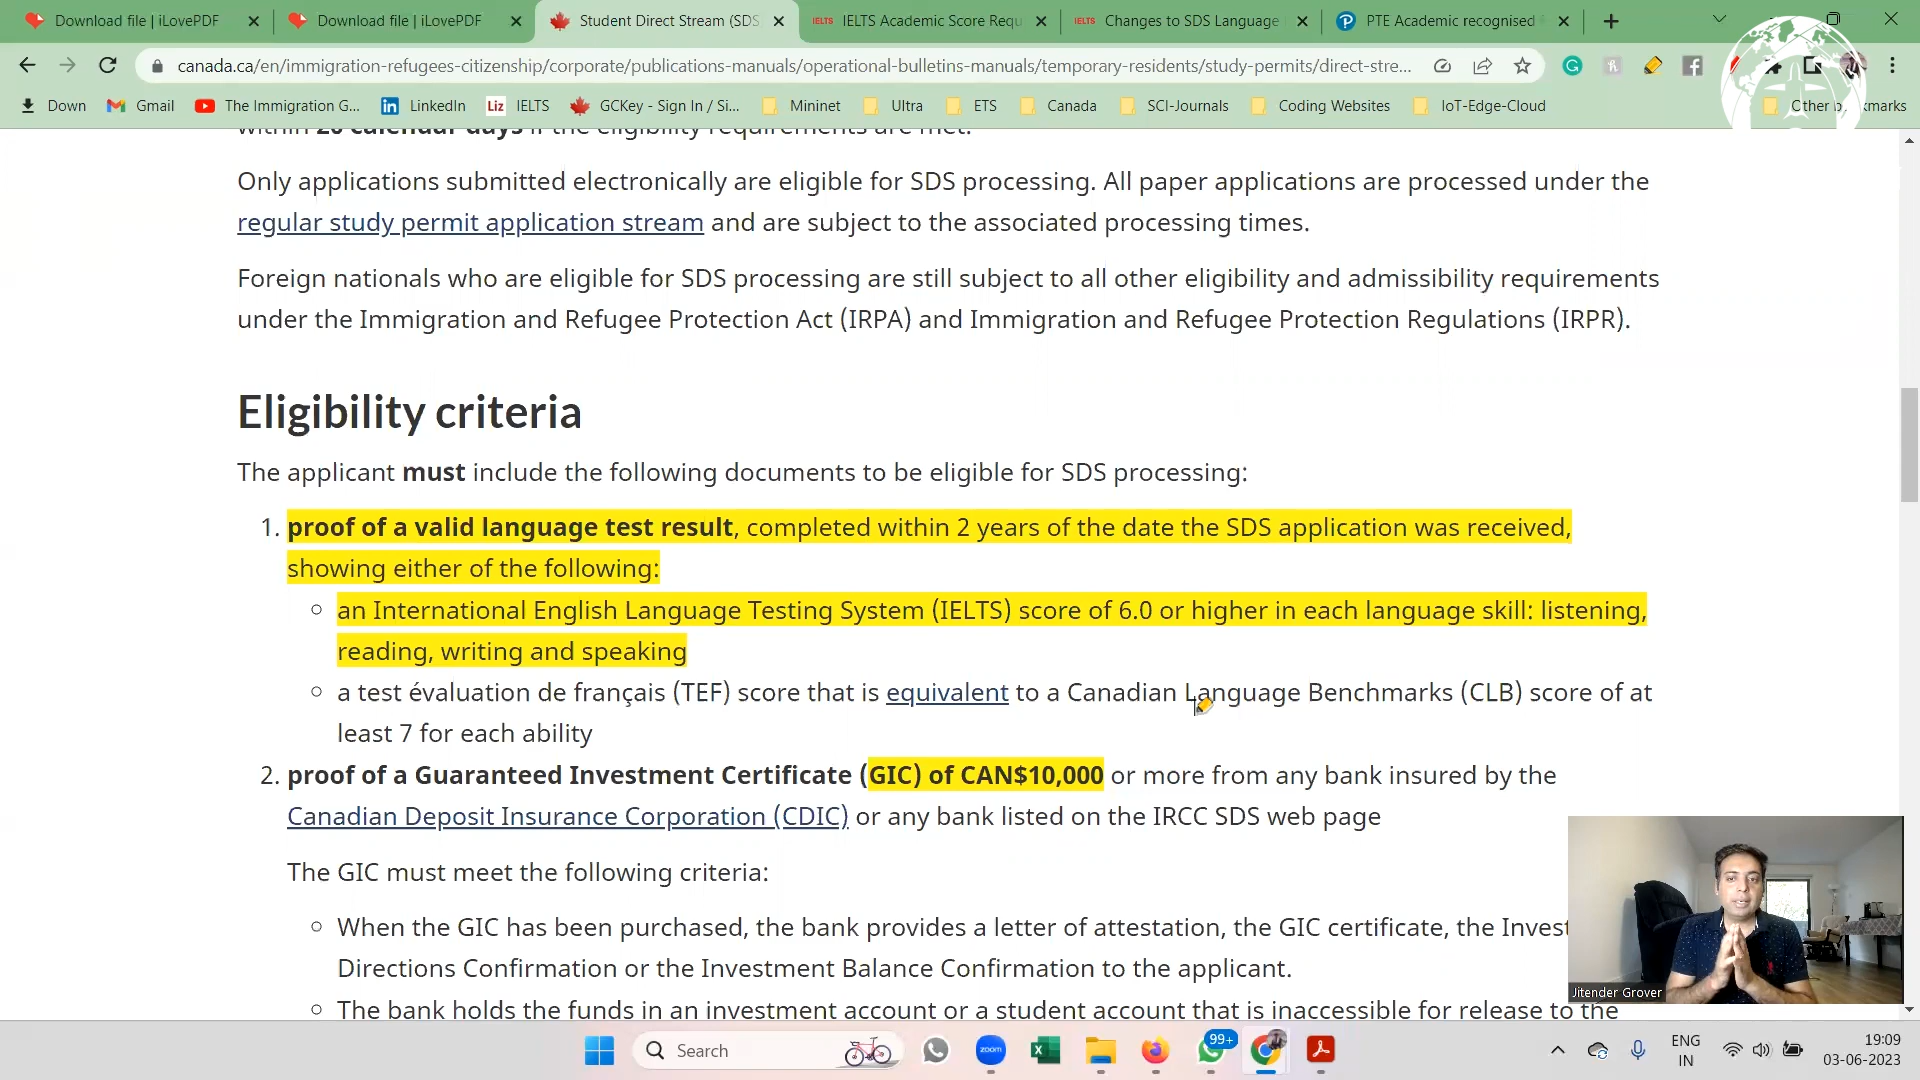 Download file | iLovePDF
Download file | iLovePDF
Student Direct Stream (SDS
IELTS IELTS Academic Score Requ
IELTS Changes to SDS Language
PTE Academic recognised
canada.ca/en/immigration-refugees-citizenship/corporate/publications-manuals/operational-bulletins-manuals/temporary-residents/study-permits/direct-stre...
Down
Gmail
The Immigration G...
LinkedIn
Liz IELTS
GCKey - Sign In / Si...
Mininet
Ultra
ETS
Canada
SCI-Journals
Coding Websites
IoT-Edge-Cloud
within 20 calendar days if the eligibility requirements are met.
Only applications submitted electronically are eligible for SDS processing. All paper applications are processed under the
regular study permit application stream and are subject to the associated processing times.
Foreign nationals who are eligible for SDS processing are still subject to all other eligibility and admissibility requirements
under the Immigration and Refugee Protection Act (IRPA) and Immigration and Refugee Protection Regulations (IRPR).
Eligibility criteria
The applicant must include the following documents to be eligible for SDS processing:
1. proof of a valid language test result, completed within 2 years of the date the SDS application was received,
showing either of the following:
an International English Language Testing System (IELTS) score of 6.0 or higher in each language skill: listening,
reading, writing and speaking
a test évaluation de français (TEF) score that is equivalent to a Canadian Language Benchmarks (CLB) score of at
least 7 for each ability
2. proof of a Guaranteed Investment Certificate (GIC) of CAN$10,000 or more from any bank insured by the
Canadian Deposit Insurance Corporation (CDIC) or any bank listed on the IRCC SDS web page
The GIC must meet the following criteria:
When the GIC has been purchased, the bank provides a letter of attestation, the GIC certificate, the Invest
Directions Confirmation or the Investment Balance Confirmation to the applicant.
The bank holds the funds in an investment account or a student account that is inaccessible for release to the
Jitender Grover
Search
zoom
99+
ENG
IN
19:09
03-06-2023